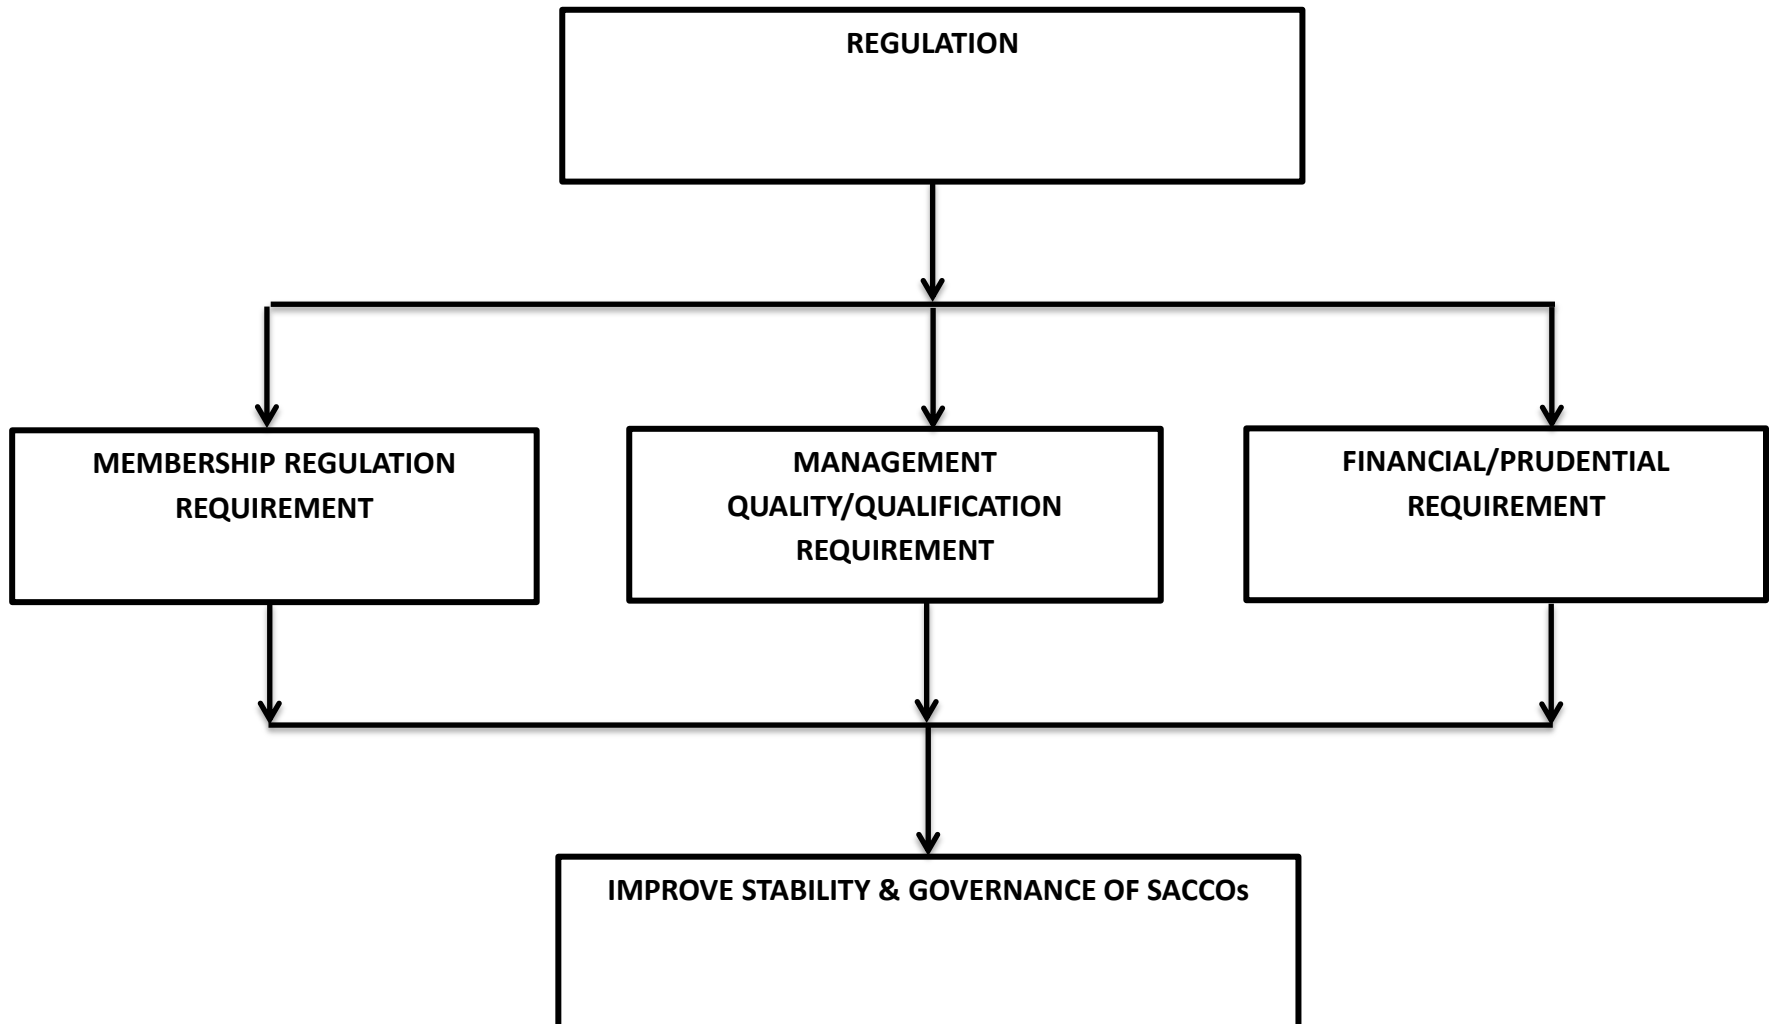 REGULATION
MEMBERSHIP REGULATION
REQUIREMENT
MANAGEMENT
QUALITY/QUALIFICATION
REQUIREMENT
FINANCIAL/PRUDENTIAL
REQUIREMENT
IMPROVE STABILITY & GOVERNANCE OF SACCOs